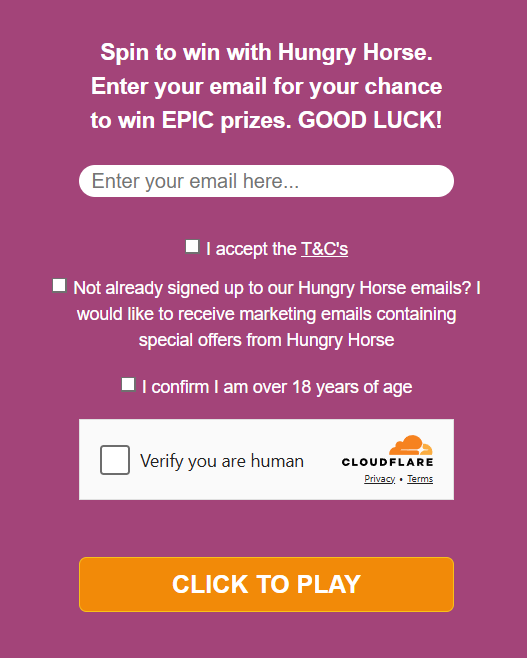 Spin to win with Hungry Horse.
Enter your email for your chance
to win EPIC prizes. GOOD LUCK!
Enter your email here...
I accept the T&C's
Not already signed up to our Hungry Horse emails? I
would like to receive marketing emails containing
special offers from Hungry Horse
I confirm I am over 18 years of age
Verify you are human
CLOUDFLARE
Privacy • Terms
CLICK TO PLAY